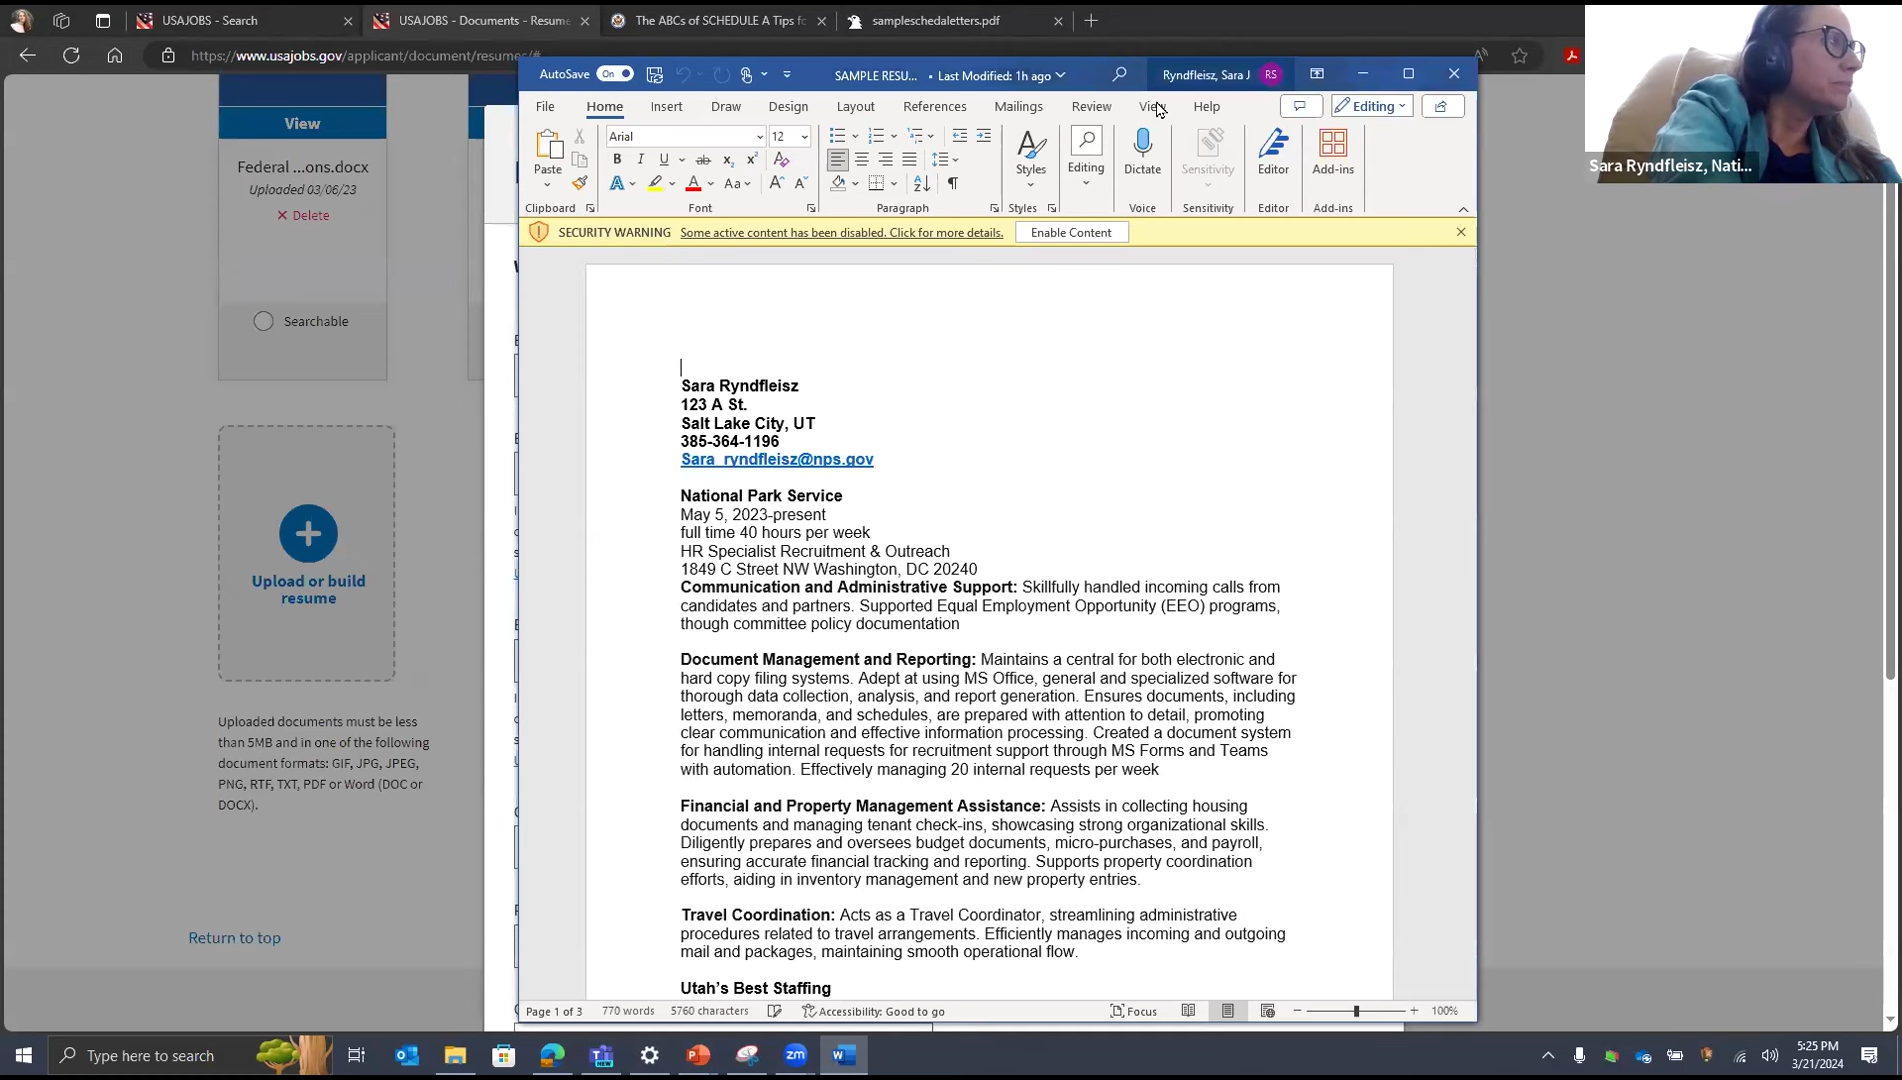 USAJOBS - Search
USAJOBS - Documents - Resume
The ABCs of SCHEDULE A Tips fo
sampleschedaletters.pdf
https://www.usajobs.gov/applicant/document/resumes/#
View
Federal ...ons.docx
Uploaded 03/06/23
Delete
Searchable
Upload or build
resume
Uploaded documents must be less
than 5MB and in one of the following
document formats: GIF, JPG, JPEG,
PNG, RTF, TXT, PDF or Word (DOC or
DOCX).
Return to top
AutoSave On
SAMPLE RESU... • Last Modified: 1h ago
Ryndfleisz, Sara J RS
File Home Insert Draw Design Layout References Mailings Review View Help
Editing
Arial 12
Paste
Styles Editing Dictate Sensitivity Editor Add-ins
Clipboard Font Paragraph Styles Voice Sensitivity Editor Add-ins
SECURITY WARNING Some active content has been disabled. Click for more details. Enable Content
Sara Ryndfleisz
123 A St.
Salt Lake City, UT
385-364-1196
Sara_ryndfleisz@nps.gov
National Park Service
May 5, 2023-present
full time 40 hours per week
HR Specialist Recruitment & Outreach
1849 C Street NW Washington, DC 20240
Communication and Administrative Support: Skillfully handled incoming calls from
candidates and partners. Supported Equal Employment Opportunity (EEO) programs,
though committee policy documentation
Document Management and Reporting: Maintains a central for both electronic and
hard copy filing systems. Adept at using MS Office, general and specialized software for
thorough data collection, analysis, and report generation. Ensures documents, including
letters, memoranda, and schedules, are prepared with attention to detail, promoting
clear communication and effective information processing. Created a document system
for handling internal requests for recruitment support through MS Forms and Teams
with automation. Effectively managing 20 internal requests per week
Financial and Property Management Assistance: Assists in collecting housing
documents and managing tenant check-ins, showcasing strong organizational skills.
Diligently prepares and oversees budget documents, micro-purchases, and payroll,
ensuring accurate financial tracking and reporting. Supports property coordination
efforts, aiding in inventory management and new property entries.
Travel Coordination: Acts as a Travel Coordinator, streamlining administrative
procedures related to travel arrangements. Efficiently manages incoming and outgoing
mail and packages, maintaining smooth operational flow.
Utah's Best Staffing
Page 1 of 3 770 words 5760 characters Accessibility: Good to go Focus 100%
Sara Ryndfleisz, Nati...
Type here to search
5:25 PM
3/21/2024